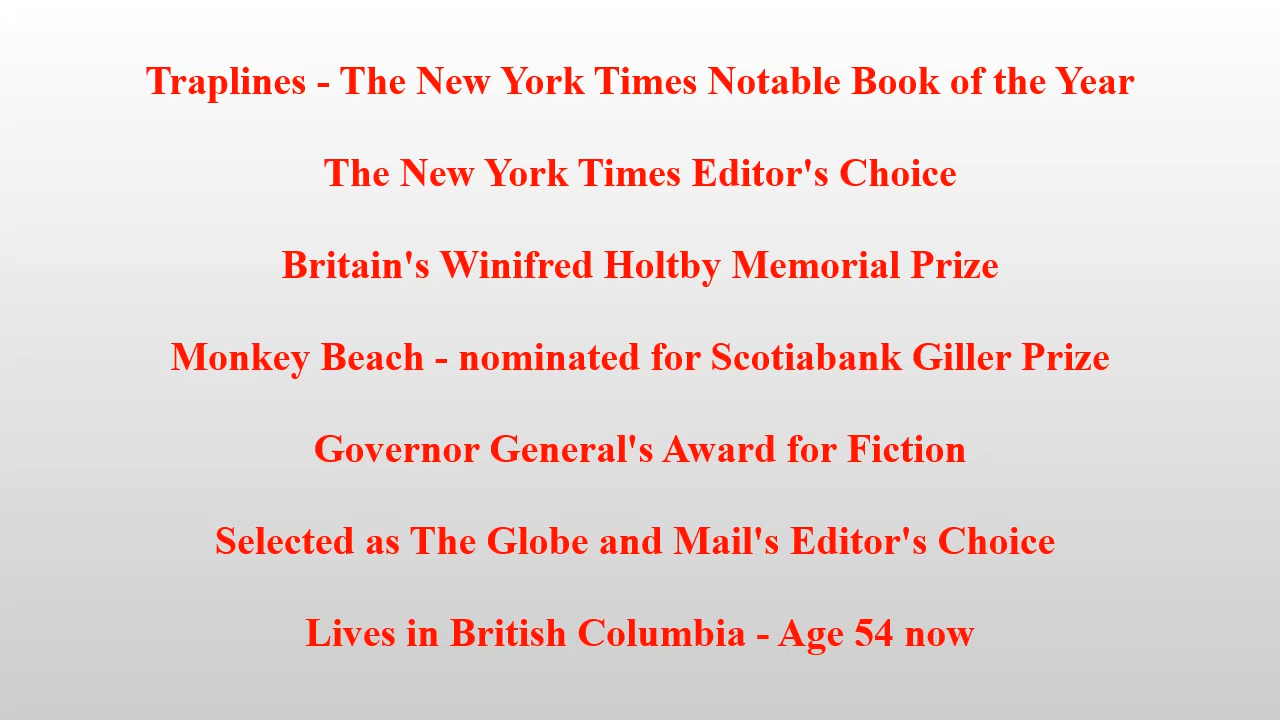 Traplines - The New York Times Notable Book of the Year
The New York Times Editor's Choice
Britain's Winifred Holtby Memorial Prize
Monkey Beach - nominated for Scotiabank Giller Prize
Governor General's Award for Fiction
Selected as The Globe and Mail's Editor's Choice
Lives in British Columbia - Age 54 now